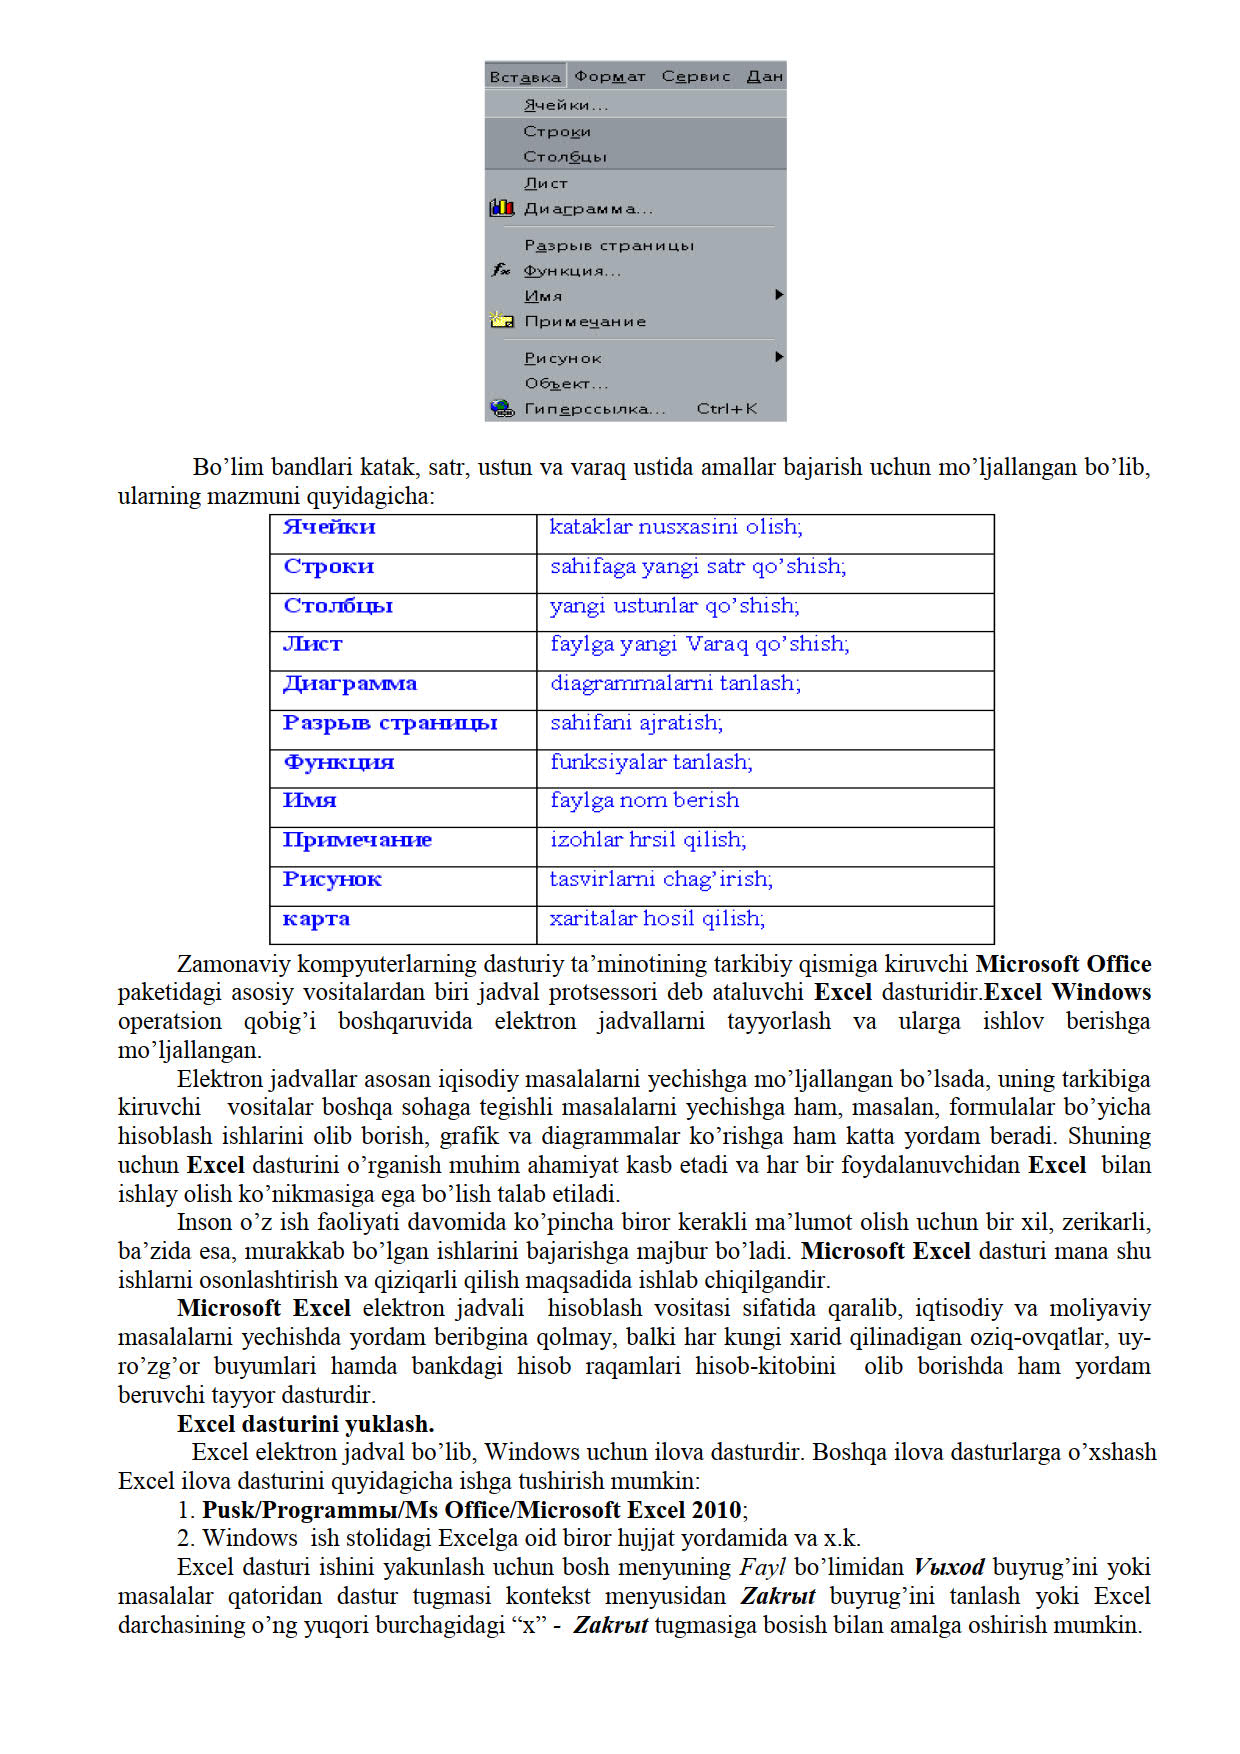 Вставка Формат Сервис Дан
Ячейки...
Строки
Столбцы
Лист
Диаграмма...
Разрыв страницы
Функция...
Имя
Примечание
Рисунок
Объект...
Гиперссылка... Ctrl+K
Bo’lim bandlari katak, satr, ustun va varaq ustida amallar bajarish uchun mo’ljallangan bo’lib,
ularning mazmuni quyidagicha:
Ячейки kataklar nusxasini olish;
Строки sahifaga yangi satr qo’shish;
Столбцы yangi ustunlar qo’shish;
Лист faylga yangi Varaq qo’shish;
Диаграмма diagrammalarni tanlash;
Разрыв страницы sahifani ajratish;
Функция funksiyalar tanlash;
Имя faylga nom berish
Примечание izohlar hrsil qilish;
Рисунок tasvirlarni chag’irish;
карта xaritalar hosil qilish;
Zamonaviy kompyuterlarning dasturiy ta’minotining tarkibiy qismiga kiruvchi Microsoft Office
paketidagi asosiy vositalardan biri jadval protsessori deb ataluvchi Excel dasturidir.Excel Windows
operatsion qobig’i boshqaruvida elektron jadvallarni tayyorlash va ularga ishlov berishga
mo’ljallangan.
Elektron jadvallar asosan iqisodiy masalalarni yechishga mo’ljallangan bo’lsada, uning tarkibiga
kiruvchi vositalar boshqa sohaga tegishli masalalarni yechishga ham, masalan, formulalar bo’yicha
hisoblash ishlarini olib borish, grafik va diagrammalar ko’rishga ham katta yordam beradi. Shuning
uchun Excel dasturini o’rganish muhim ahamiyat kasb etadi va har bir foydalanuvchidan Excel bilan
ishlay olish ko’nikmasiga ega bo’lish talab etiladi.
Inson o’z ish faoliyati davomida ko’pincha biror kerakli ma’lumot olish uchun bir xil, zerikarli,
ba’zida esa, murakkab bo’lgan ishlarini bajarishga majbur bo’ladi. Microsoft Excel dasturi mana shu
ishlarni osonlashtirish va qiziqarli qilish maqsadida ishlab chiqilgandir.
Microsoft Excel elektron jadvali hisoblash vositasi sifatida qaralib, iqtisodiy va moliyaviy
masalalarni yechishda yordam beribgina qolmay, balki har kungi xarid qilinadigan oziq-ovqatlar, uy-
ro’zg’or buyumlari hamda bankdagi hisob raqamlari hisob-kitobini olib borishda ham yordam
beruvchi tayyor dasturdir.
Excel dasturini yuklash.
Excel elektron jadval bo’lib, Windows uchun ilova dasturdir. Boshqa ilova dasturlarga o’xshash
Excel ilova dasturini quyidagicha ishga tushirish mumkin:
1. Pusk/Programmы/Ms Office/Microsoft Excel 2010;
2. Windows ish stolidagi Excelga oid biror hujjat yordamida va x.k.
Excel dasturi ishini yakunlash uchun bosh menyuning Fayl bo’limidan Vыxod buyrug’ini yoki
masalalar qatoridan dastur tugmasi kontekst menyusidan Zakrыt buyrug’ini tanlash yoki Excel
darchasining o’ng yuqori burchagidagi “x” - Zakrыt tugmasiga bosish bilan amalga oshirish mumkin.